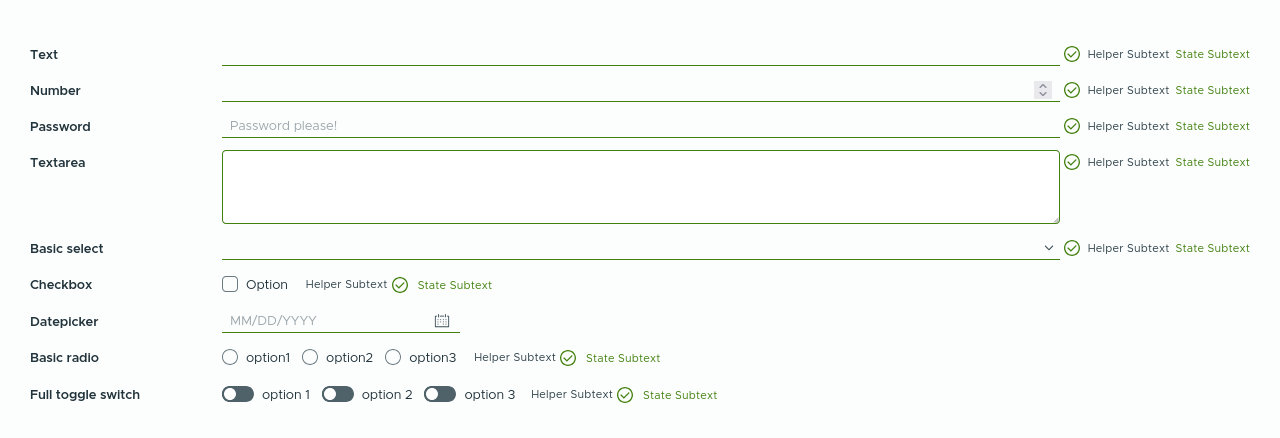 Text Helper Subtext State Subtext
Number Helper Subtext State Subtext
Password Password please! Helper Subtext State Subtext
Textarea Helper Subtext State Subtext
Basic select Helper Subtext State Subtext
Checkbox Option Helper Subtext State Subtext
Datepicker MM/DD/YYYY
Basic radio option1 option2 option3 Helper Subtext State Subtext
Full toggle switch option 1 option 2 option 3 Helper Subtext State Subtext